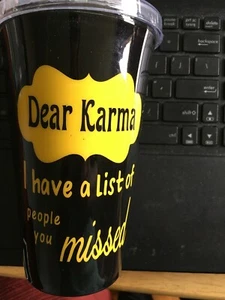 Dear Karma
I have a list of
people
you missed